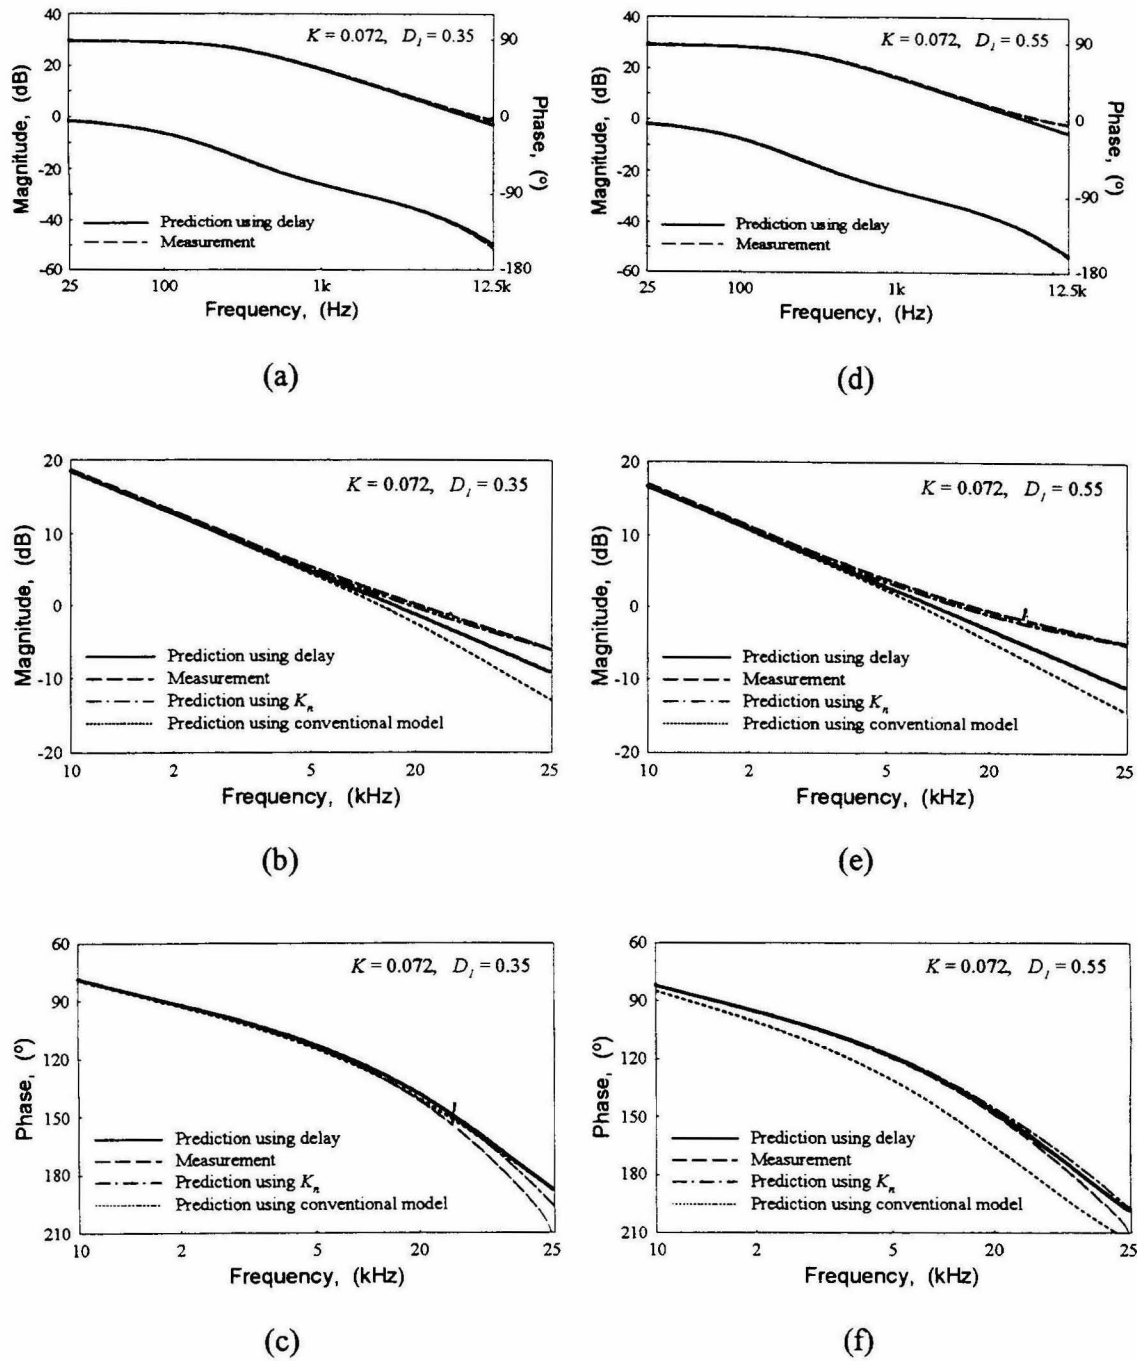 40
20
0
-20
-40
-60
Magnitude, (dB)
K = 0.072, D1 = 0.35
90
0
-90
-180
Phase, (º)
Prediction using delay
Measurement
25 100 1k 12.5k
Frequency, (Hz)
(a)
40
20
0
-20
-40
-60
Magnitude, (dB)
K = 0.072, D1 = 0.55
90
0
-90
-180
Phase, (º)
Prediction using delay
Measurement
25 100 1k 12.5k
Frequency, (Hz)
(d)
20
10
0
-10
-20
Magnitude, (dB)
K = 0.072, D1 = 0.35
Prediction using delay
Measurement
Prediction using Kn
Prediction using conventional model
10 2 5 20 25
Frequency, (kHz)
(b)
20
10
0
-10
-20
Magnitude, (dB)
K = 0.072, D1 = 0.55
Prediction using delay
Measurement
Prediction using Kn
Prediction using conventional model
10 2 5 20 25
Frequency, (kHz)
(e)
60
90
120
150
180
210
Phase, (º)
K = 0.072, D1 = 0.35
Prediction using delay
Measurement
Prediction using Kn
Prediction using conventional model
10 2 5 20 25
Frequency, (kHz)
(c)
60
90
120
150
180
210
Phase, (º)
K = 0.072, D1 = 0.55
Prediction using delay
Measurement
Prediction using Kn
Prediction using conventional model
10 2 5 20 25
Frequency, (kHz)
(f)